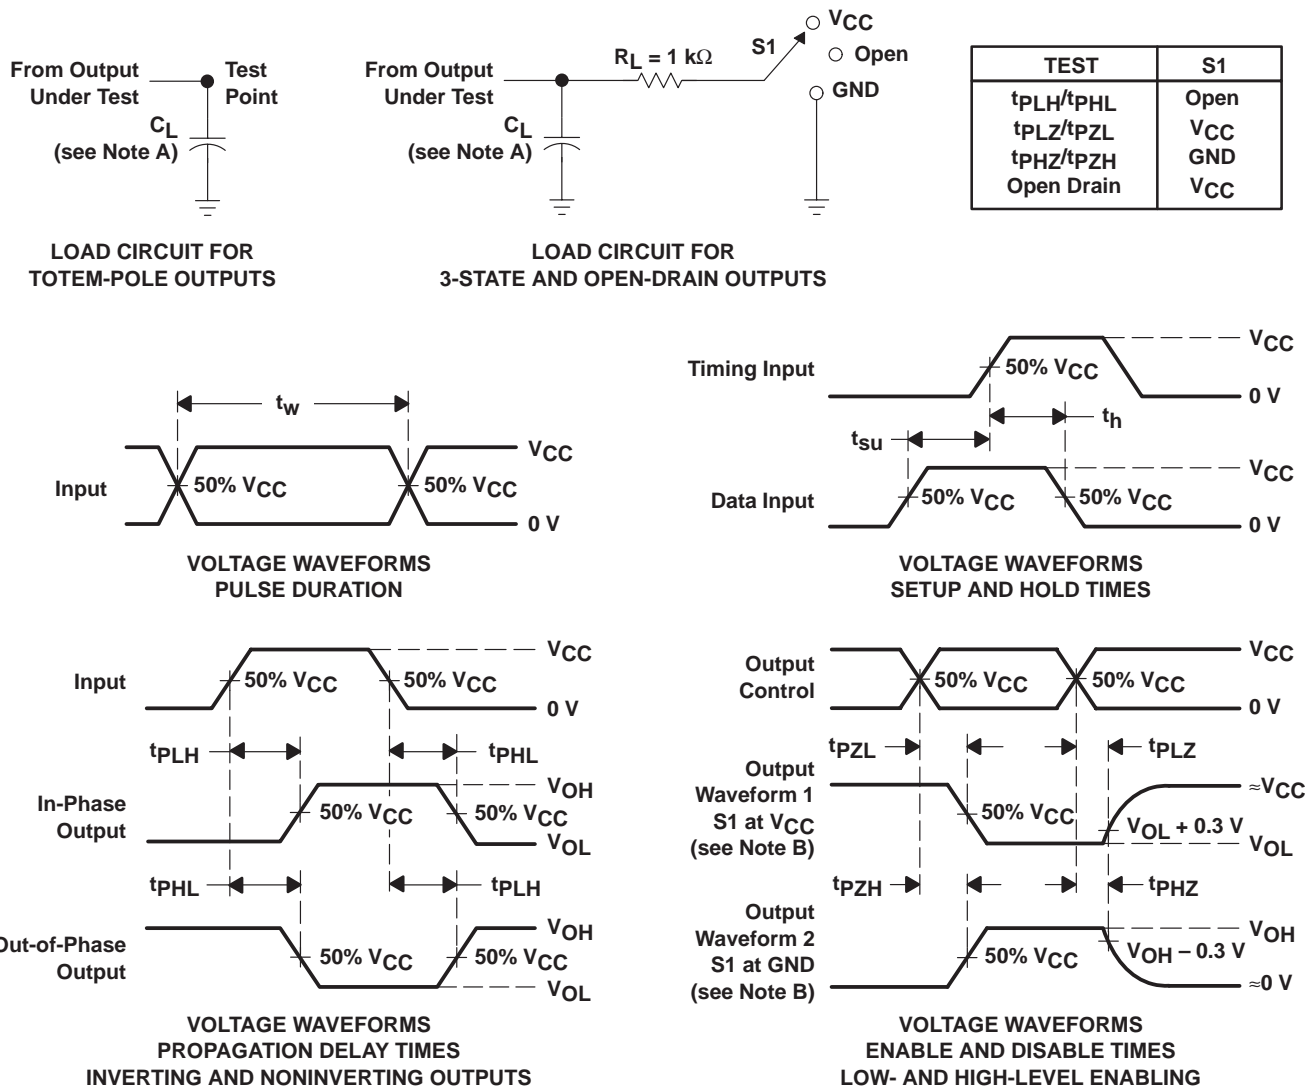 From Output
Under Test
Test
Point
CL
(see Note A)
LOAD CIRCUIT FOR
TOTEM-POLE OUTPUTS
From Output
Under Test
RL = 1 kΩ
S1
VCC
Open
GND
CL
(see Note A)
LOAD CIRCUIT FOR
3-STATE AND OPEN-DRAIN OUTPUTS
TEST S1
tPLH/tPHL Open
tPLZ/tPZL VCC
tPHZ/tPZH GND
Open Drain VCC
tw
Input
50% VCC
50% VCC
VCC
0 V
VOLTAGE WAVEFORMS
PULSE DURATION
Timing Input
50% VCC
VCC
0 V
tsu
th
Data Input
50% VCC
50% VCC
VCC
0 V
VOLTAGE WAVEFORMS
SETUP AND HOLD TIMES
Input
50% VCC
50% VCC
VCC
0 V
tPLH
tPHL
In-Phase
Output
50% VCC
50% VCC
VOH
VOL
tPHL
tPLH
Out-of-Phase
Output
50% VCC
50% VCC
VOH
VOL
VOLTAGE WAVEFORMS
PROPAGATION DELAY TIMES
INVERTING AND NONINVERTING OUTPUTS
Output
Control
50% VCC
50% VCC
VCC
0 V
tPZL
tPLZ
Output
Waveform 1
S1 at VCC
(see Note B)
50% VCC
VOL + 0.3 V
≈VCC
VOL
tPZH
tPHZ
Output
Waveform 2
S1 at GND
(see Note B)
50% VCC
VOH − 0.3 V
VOH
≈0 V
VOLTAGE WAVEFORMS
ENABLE AND DISABLE TIMES
LOW- AND HIGH-LEVEL ENABLING